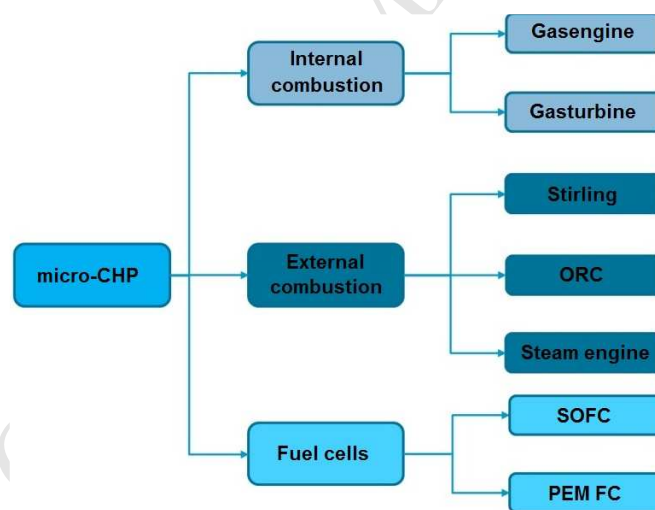 Gasengine
Internal
combustion
Gasturbine
Stirling
micro-CHP
External
combustion
ORC
Steam engine
SOFC
Fuel cells
PEM FC